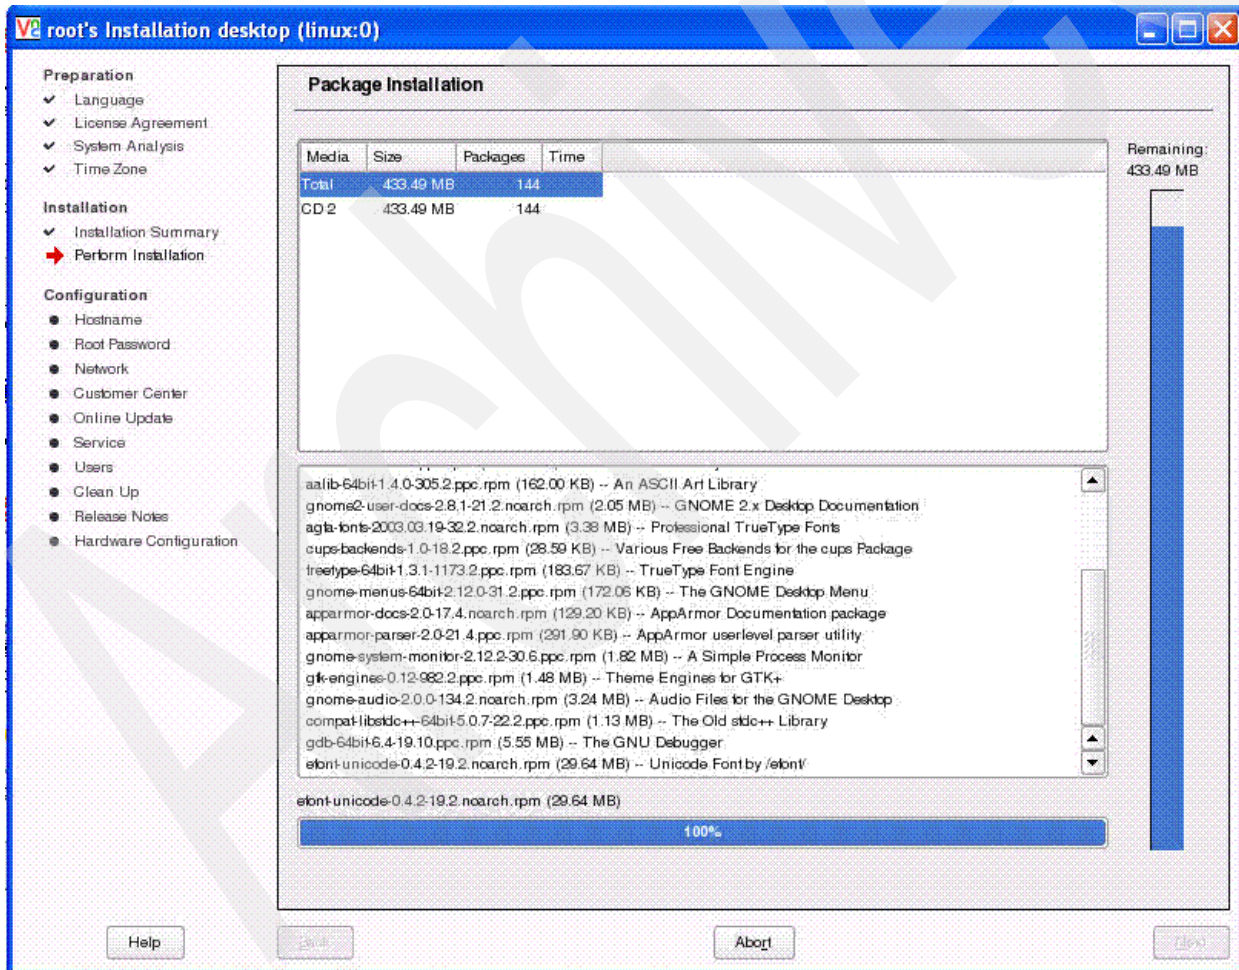 root's Installation desktop (linux:0)
Preparation
Language
License Agreement
System Analysis
Time Zone
Installation
Installation Summary
Perform Installation
Configuration
Hostname
Root Password
Network
Customer Center
Online Update
Service
Users
Clean Up
Release Notes
Hardware Configuration
Package Installation
Media Size Packages Time
Total 433.49 MB 144
CD 2 433.49 MB 144
Remaining:
433.49 MB
aalib-64bit-1.4.0-305.2.ppc.rpm (162.00 KB) -- An ASCII Art Library
gnome2-user-docs-2.8.1-21.2.noarch.rpm (2.05 MB) -- GNOME 2.x Desktop Documentation
agfa-fonts-2003.03.19-32.2.noarch.rpm (3.38 MB) -- Professional TrueType Fonts
cups-backends-1.0-18.2.ppc.rpm (28.59 KB) -- Various Free Backends for the cups Package
freetype-64bit-1.3.1-1173.2.ppc.rpm (183.67 KB) -- TrueType Font Engine
gnome-menus-64bit-2.12.0-31.2.ppc.rpm (172.06 KB) -- The GNOME Desktop Menu
apparmor-docs-2.0-17.4.noarch.rpm (129.20 KB) -- AppArmor Documentation package
apparmor-parser-2.0-21.4.ppc.rpm (291.90 KB) -- AppArmor userlevel parser utility
gnome-system-monitor-2.12.2-30.6.ppc.rpm (1.82 MB) -- A Simple Process Monitor
gtk-engines-0.12-982.2.ppc.rpm (1.48 MB) -- Theme Engines for GTK+
gnome-audio-2.0.0-134.2.noarch.rpm (3.24 MB) -- Audio Files for the GNOME Desktop
compat-libstdc++-64bit-5.0.7-22.2.ppc.rpm (1.13 MB) -- The Old stdc++ Library
gdb-64bit-6.4-19.10.ppc.rpm (5.55 MB) -- The GNU Debugger
efont-unicode-0.4.2-19.2.noarch.rpm (29.64 MB) -- Unicode Font by /efont/
efont-unicode-0.4.2-19.2.noarch.rpm (29.64 MB)
100%
Help Back Abort Next